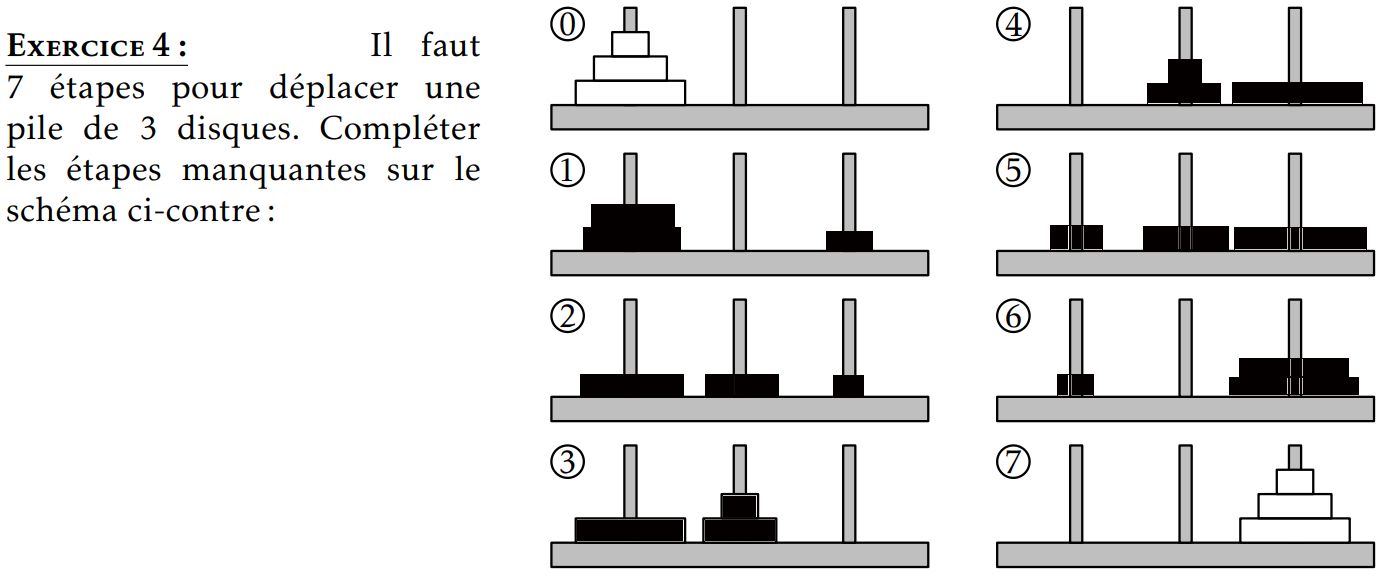 EXERCICE 4 : Il faut
7 étapes pour déplacer une
pile de 3 disques. Compléter
les étapes manquantes sur le
schéma ci-contre :
0
1
2
3
4
5
6
7